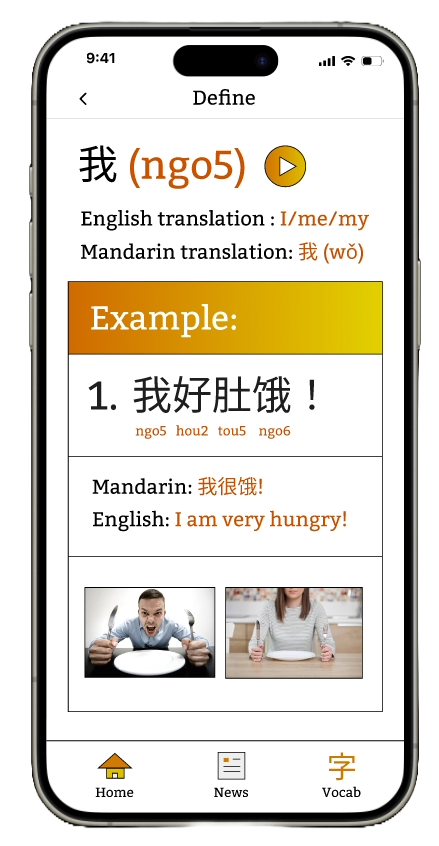 9:41
Define
我 (ngo5)
English translation : I/me/my
Mandarin translation: 我 (wǒ)
Example:
1. 我好肚饿！
ngo5 hou2 tou5 ngo6
Mandarin: 我很饿!
English: I am very hungry!
字
Home News Vocab